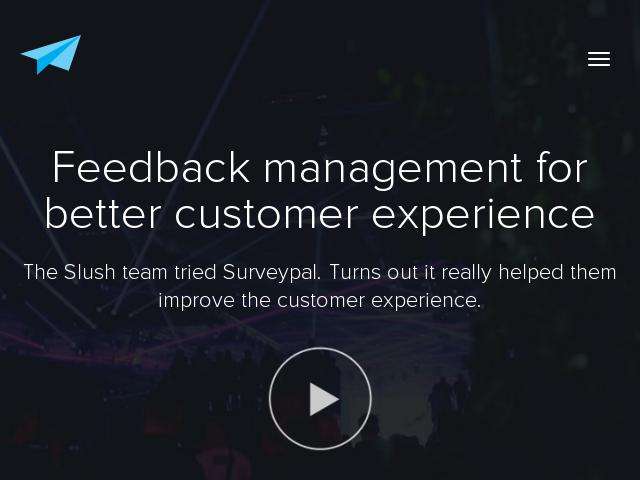 Feedback management for
better customer experience
The Slush team tried Surveypal. Turns out it really helped them
improve the customer experience.